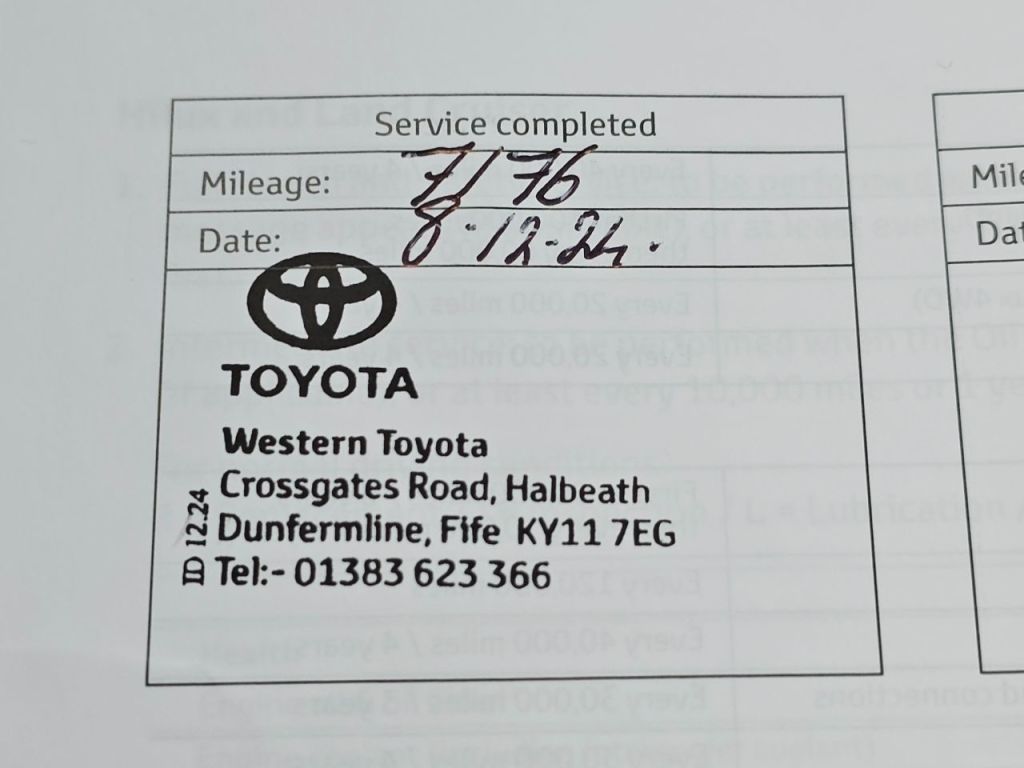 Service completed
Mileage: 7176
Date: 8.12.24.
TOYOTA
Western Toyota
Crossgates Road, Halbeath
Dunfermline, Fife KY11 7EG
Tel:- 01383 623 366
ID 12.24
Mile
Dat